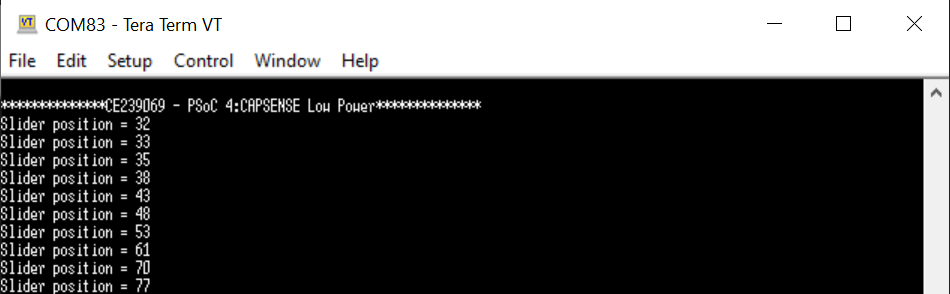 VT COM83 - Tera Term VT
File Edit Setup Control Window Help
**************CE239069 - PSoC 4:CAPSENSE Low Power**************
Slider position = 32
Slider position = 33
Slider position = 35
Slider position = 38
Slider position = 43
Slider position = 48
Slider position = 53
Slider position = 61
Slider position = 70
Slider position = 77